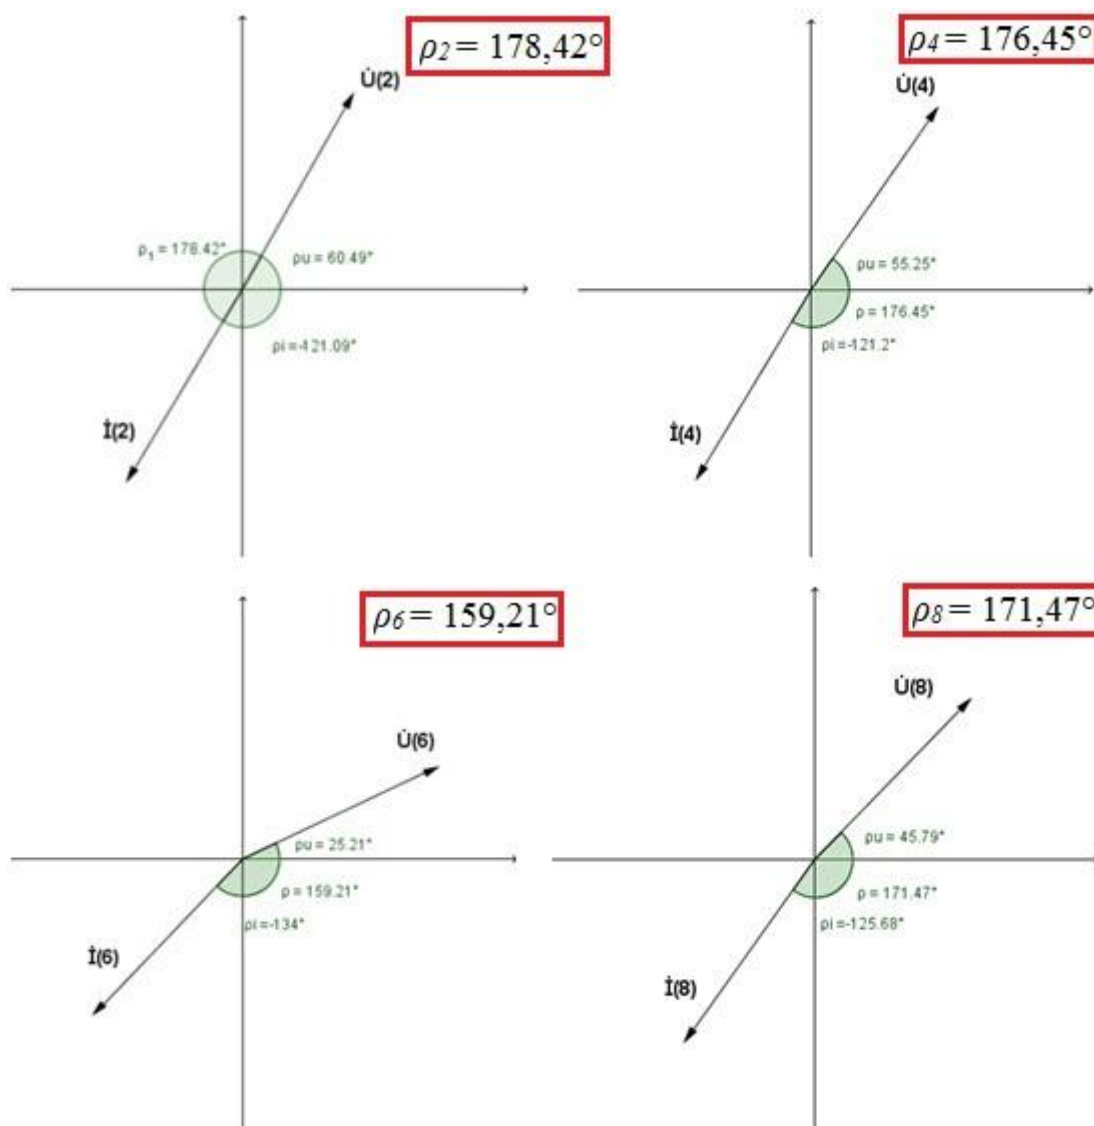 ρ2 = 178,42°
U̇(2)
ρ₁ = 178.42°
ρu = 60.49°
ρi =-121.09°
İ(2)
ρ4 = 176,45°
U̇(4)
ρu = 55.25°
ρ = 176.45°
ρi =-121.2°
İ(4)
ρ6 = 159,21°
U̇(6)
ρu = 25.21°
ρ = 159.21°
ρi =-134°
İ(6)
ρ8 = 171,47°
U̇(8)
ρu = 45.79°
ρ = 171.47°
ρi =-125.68°
İ(8)